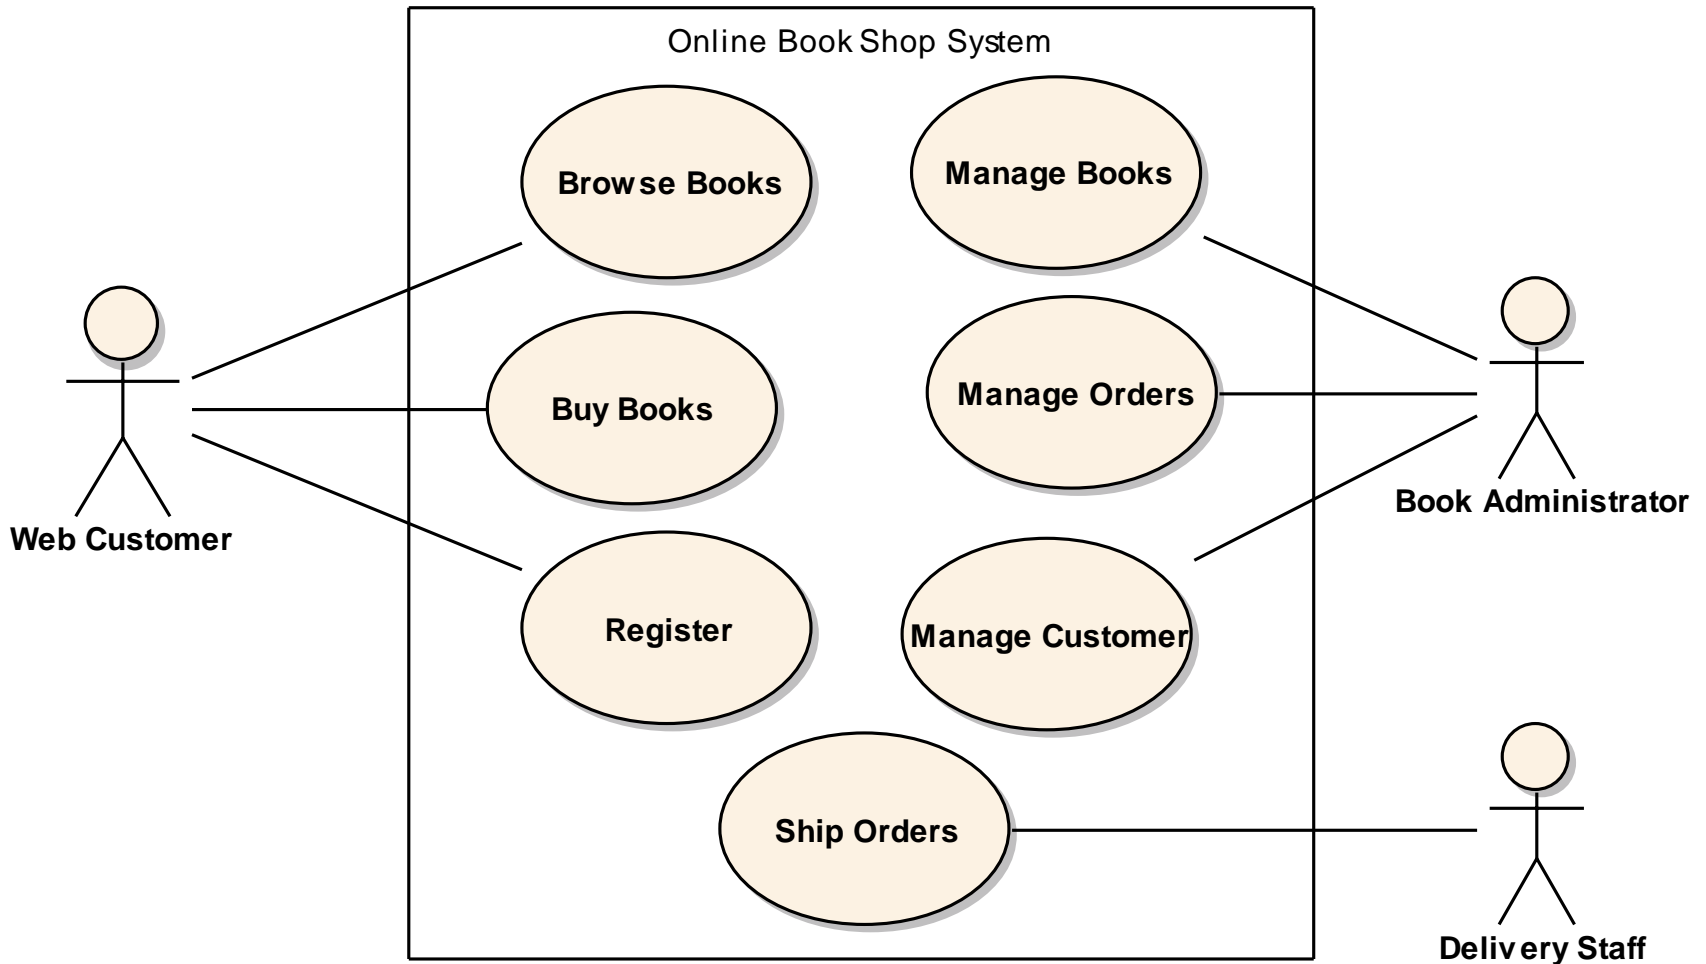 Online Book Shop System
Browse Books
Manage Books
Buy Books
Manage Orders
Web Customer
Book Administrator
Register
Manage Customer
Ship Orders
Delivery Staff